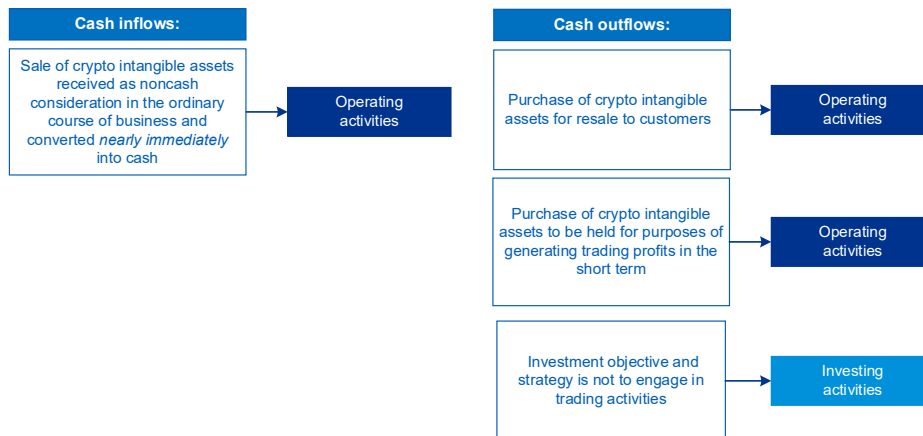 Cash inflows:
Sale of crypto intangible assets
received as noncash
consideration in the ordinary
course of business and
converted nearly immediately
into cash
Operating
activities
Cash outflows:
Purchase of crypto intangible
assets for resale to customers
Operating
activities
Purchase of crypto intangible
assets to be held for purposes of
generating trading profits in the
short term
Operating
activities
Investment objective and
strategy is not to engage in
trading activities
Investing
activities